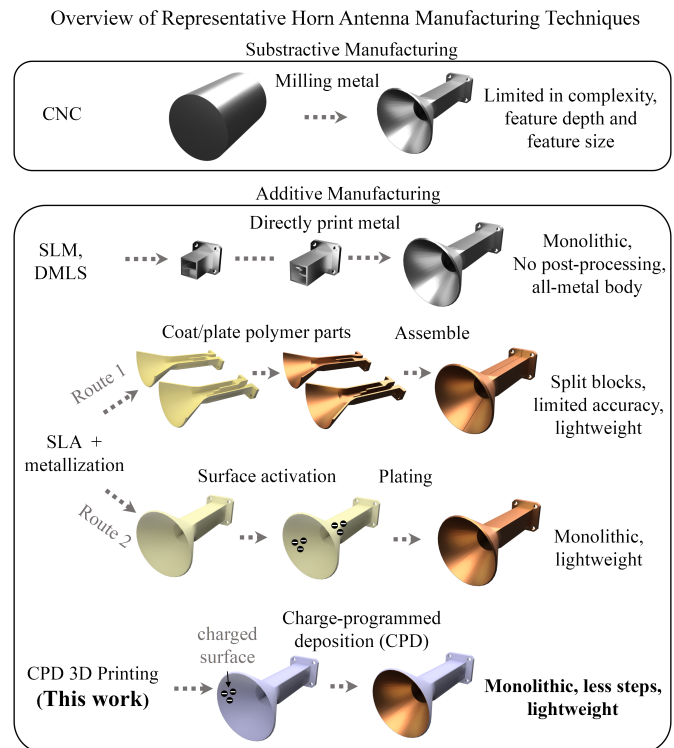 Overview of Representative Horn Antenna Manufacturing Techniques
Substractive Manufacturing
CNC
Milling metal
Limited in complexity,
feature depth and
feature size
Additive Manufacturing
SLM,
DMLS
Directly print metal
Monolithic,
No post-processing,
all-metal body
SLA +
metallization
Route 1
Coat/plate polymer parts
Assemble
Split blocks,
limited accuracy,
lightweight
Route 2
Surface activation
Plating
Monolithic,
lightweight
CPD 3D Printing
(This work)
charged
surface
Charge-programmed
deposition (CPD)
Monolithic, less steps,
lightweight